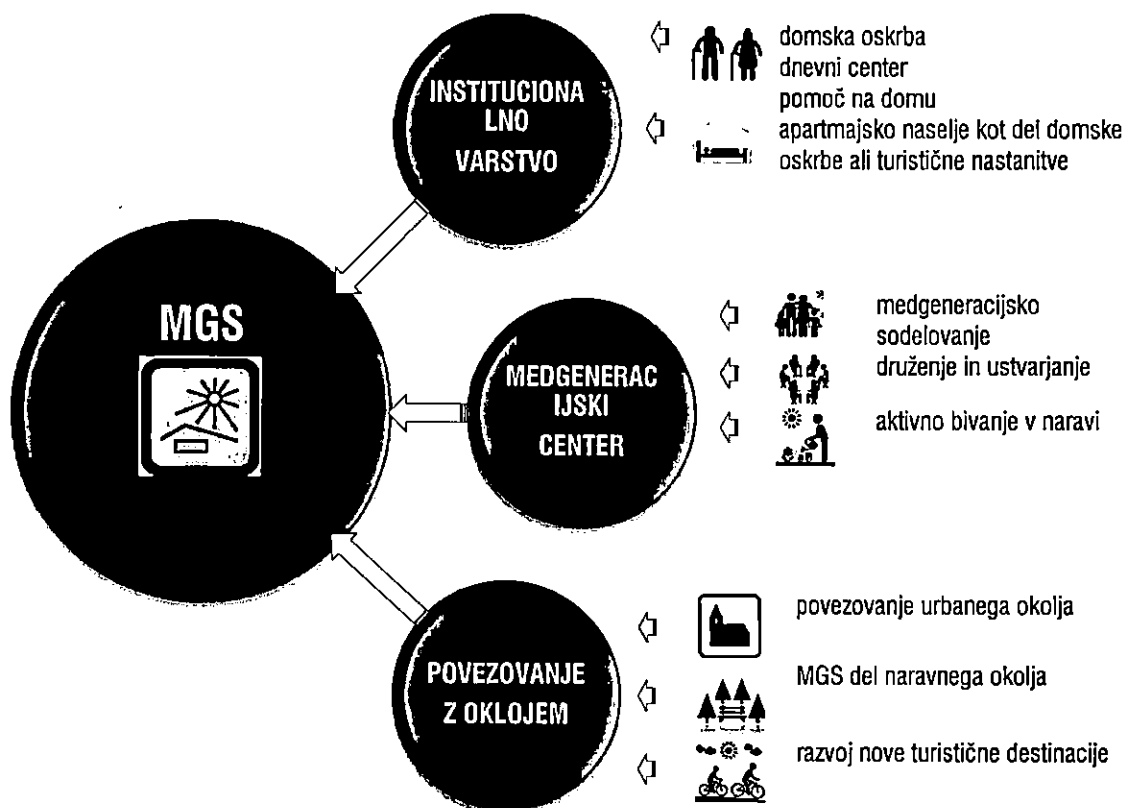 INSTITUCIONA
LNO
VARSTVO
domska oskrba
dnevni center
pomoč na domu
apartmajsko naselje kot del domske
oskrbe ali turistične nastanitve
MGS
MEDGENERAC
IJSKI
CENTER
medgeneracijsko
sodelovanje
druženje in ustvarjanje
aktivno bivanje v naravi
POVEZOVANJE
Z OKLOJEM
povezovanje urbanega okolja
MGS del naravnega okolja
razvoj nove turistične destinacije